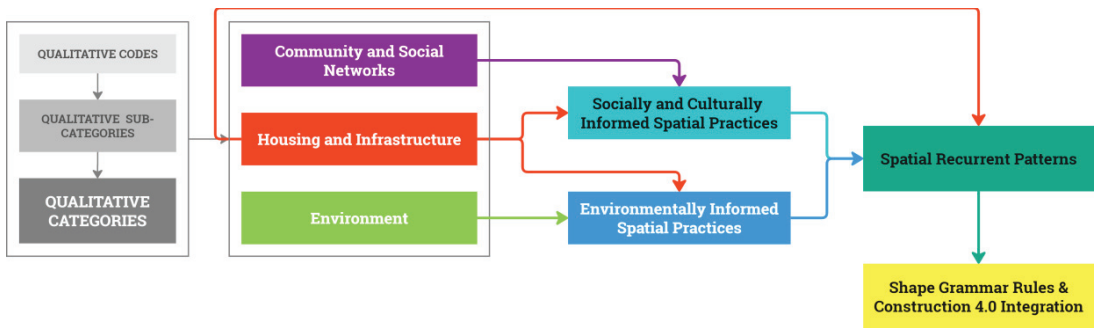 QUALITATIVE CODES
QUALITATIVE SUB-
CATEGORIES
QUALITATIVE
CATEGORIES
Community and Social
Networks
Housing and Infrastructure
Environment
Socially and Culturally
Informed Spatial Practices
Environmentally Informed
Spatial Practices
Spatial Recurrent Patterns
Shape Grammar Rules &
Construction 4.0 Integration